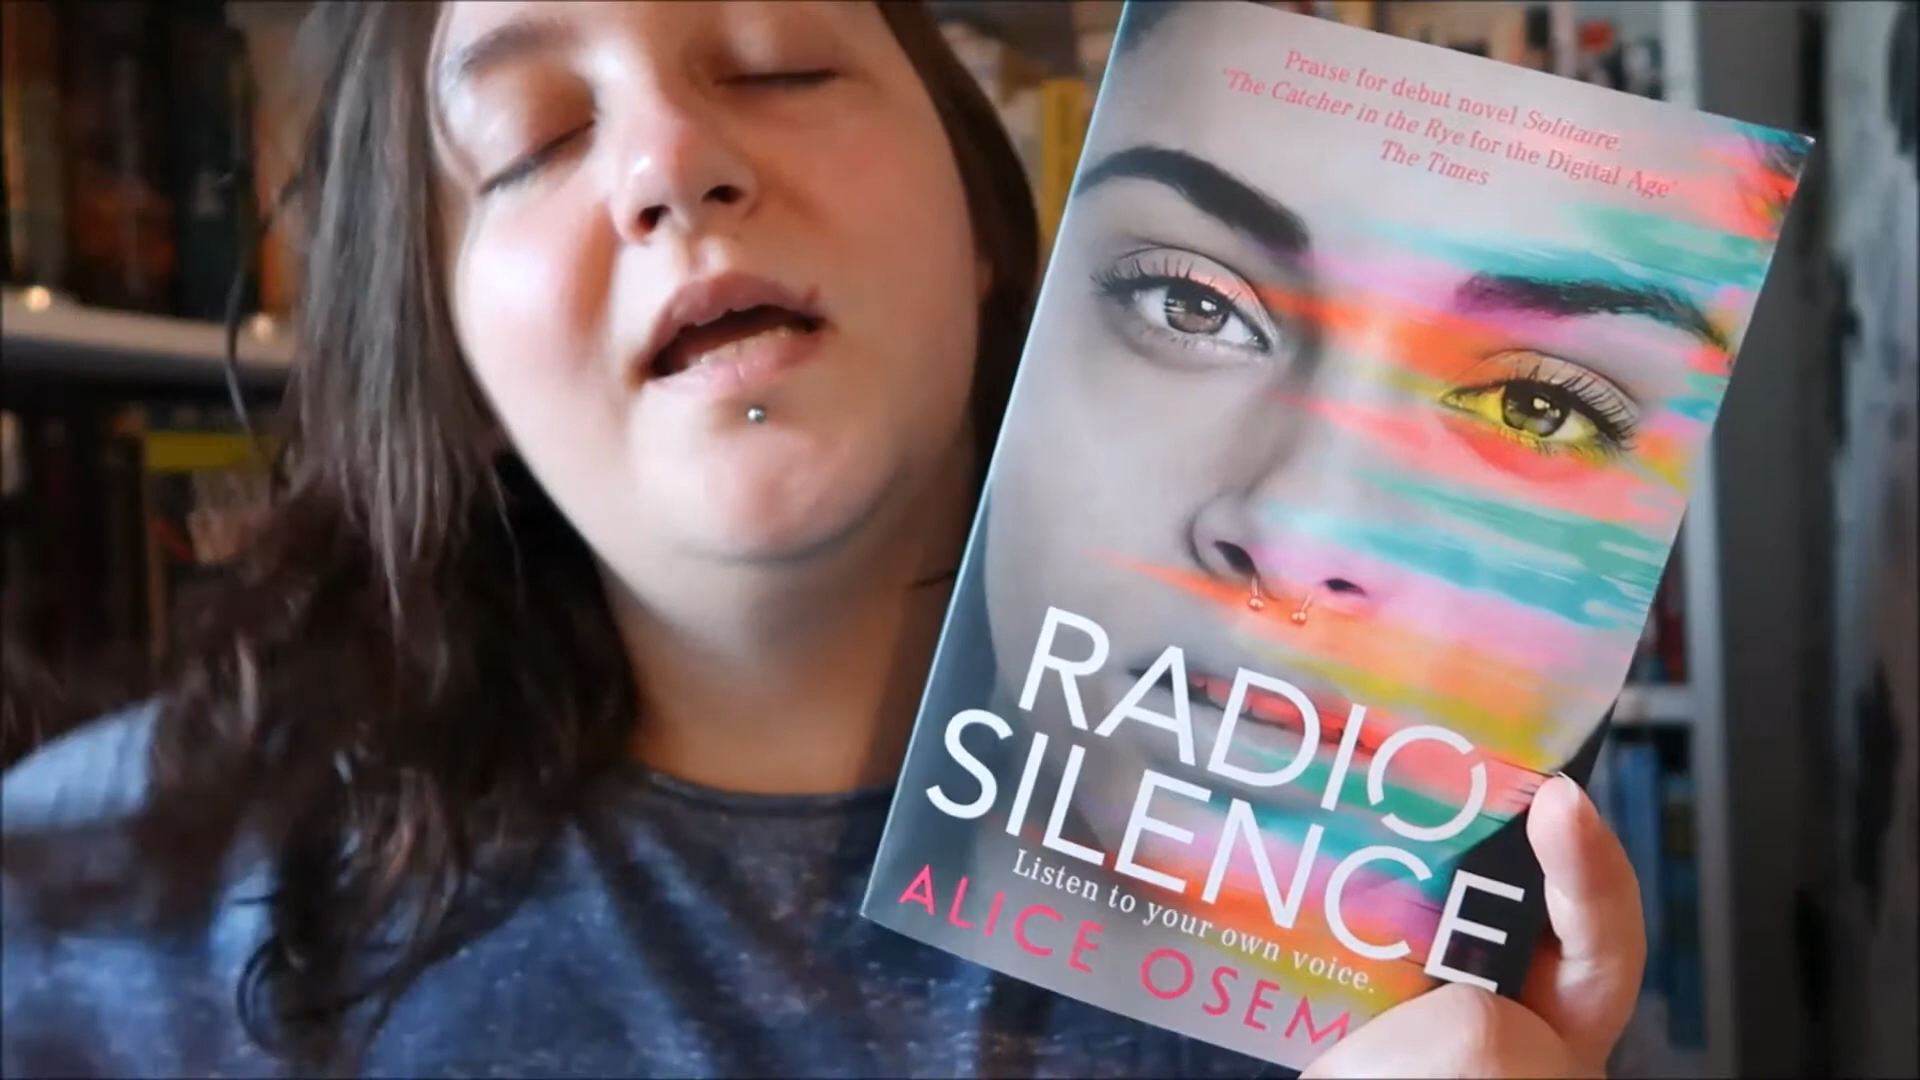 Praise for debut novel Solitaire.
'The Catcher in the Rye for the Digital Age'
The Times
RADIO
SILENCE
Listen to your own voice.
ALICE OSEM